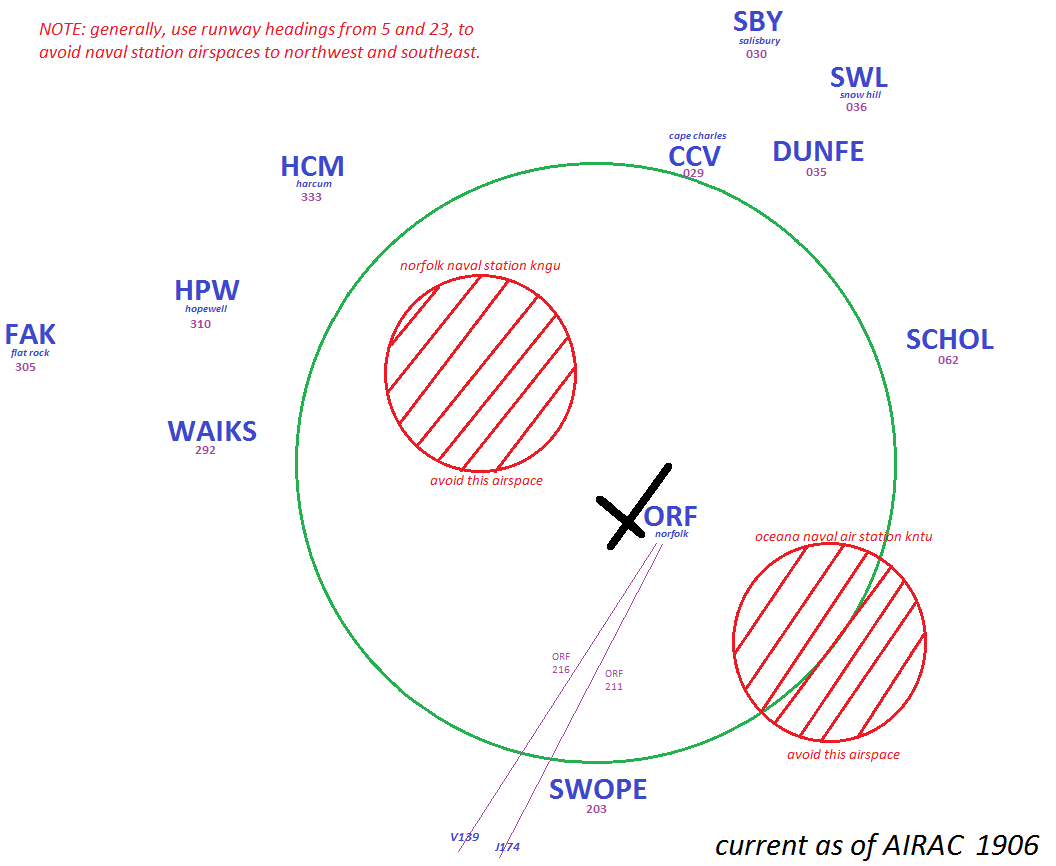 NOTE: generally, use runway headings from 5 and 23, to
avoid naval station airspaces to northwest and southeast.
SBY
salisbury
030
SWL
snow hill
036
cape charles
CCV
029
DUNFE
035
HCM
harcum
333
norfolk naval station kngu
HPW
hopewell
310
FAK
flat rock
305
SCHOL
062
WAIKS
292
avoid this airspace
ORF
norfolk
oceana naval air station kntu
ORF
216
ORF
211
avoid this airspace
SWOPE
203
V139
J174
current as of AIRAC 1906